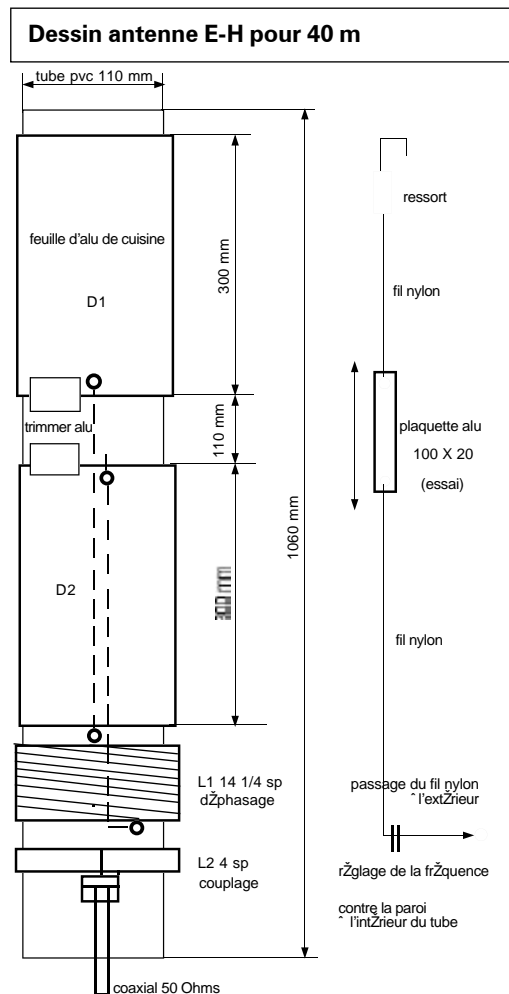 Dessin antenne E-H pour 40 m
tube pvc 110 mm
feuille d'alu de cuisine
D1
300 mm
trimmer alu
110 mm
D2
mm
1060 mm
L1 14 1/4 sp
dŽphasage
L2 4 sp
couplage
coaxial 50 Ohms
ressort
fil nylon
plaquette alu
100 X 20
(essai)
fil nylon
passage du fil nylon
ˆ l'extŽrieur
rŽglage de la frŽquence
contre la paroi
ˆ l'intŽrieur du tube